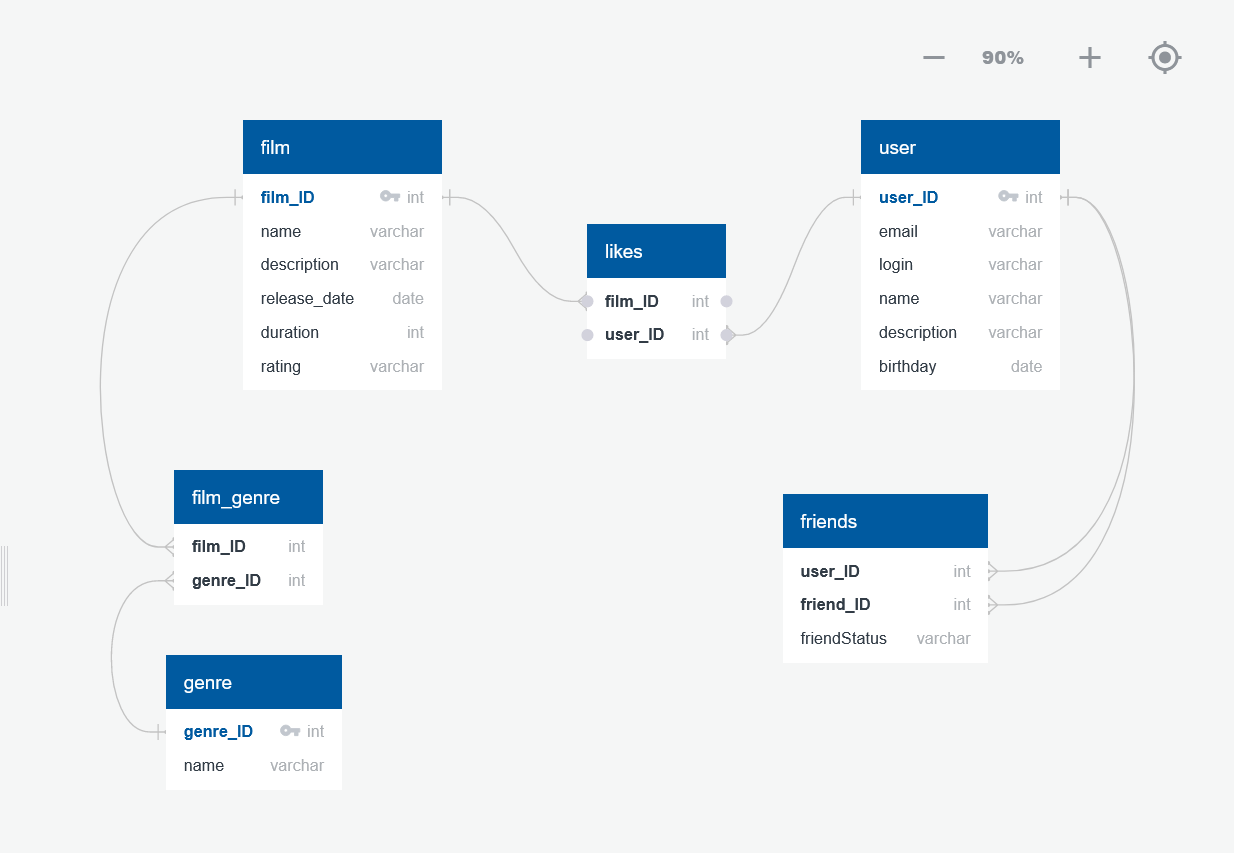 90%
film
film_ID int
name varchar
description varchar
release_date date
duration int
rating varchar
likes
film_ID int
user_ID int
user
user_ID int
email varchar
login varchar
name varchar
description varchar
birthday date
film_genre
film_ID int
genre_ID int
friends
user_ID int
friend_ID int
friendStatus varchar
genre
genre_ID int
name varchar